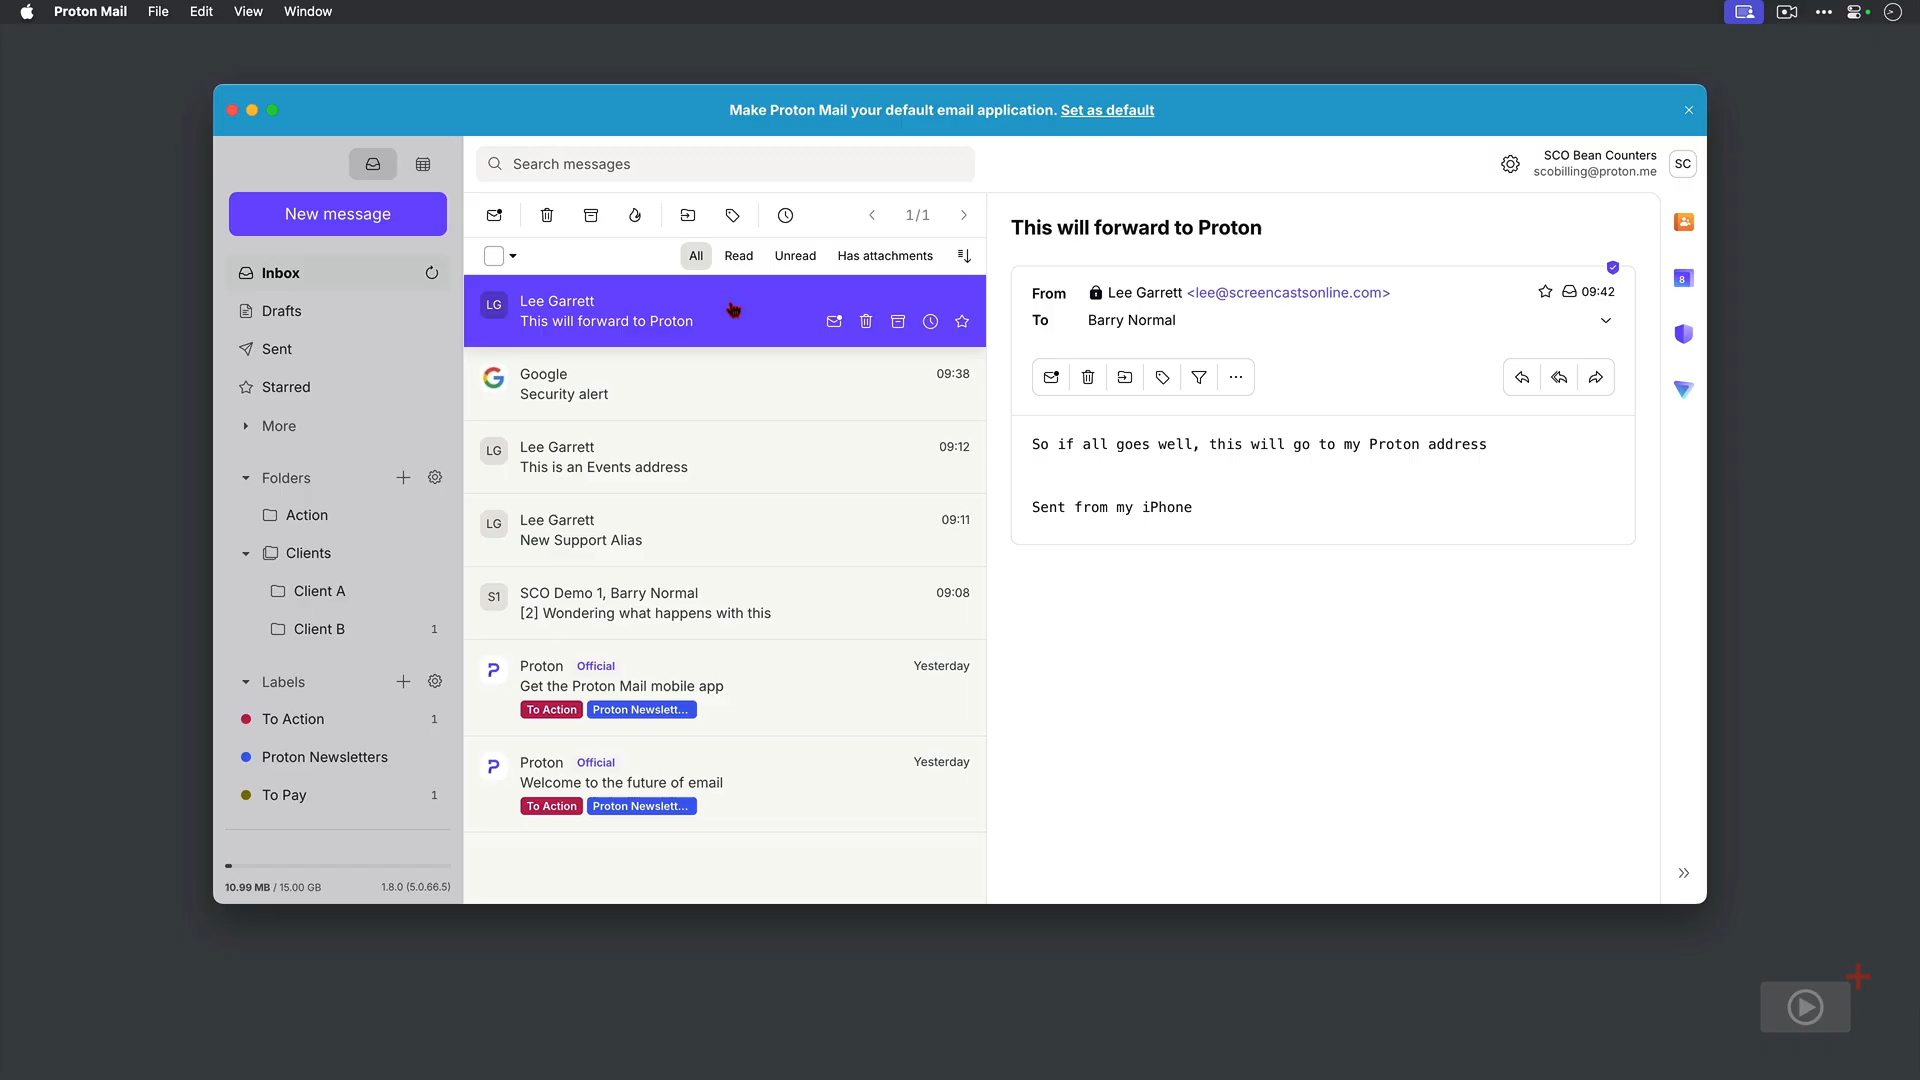 Proton Mail File Edit View Window
Make Proton Mail your default email application. Set as default
Search messages
SCO Bean Counters
scobilling@proton.me
SC
New message
Inbox
Drafts
Sent
Starred
More
Folders
Action
Clients
Client A
Client B 1
Labels
To Action 1
Proton Newsletters
To Pay 1
10.99 MB / 15.00 GB 1.8.0 (5.0.66.5)
1/1
All Read Unread Has attachments
LG
Lee Garrett
This will forward to Proton
Google 09:38
Security alert
LG
Lee Garrett 09:12
This is an Events address
LG
Lee Garrett 09:11
New Support Alias
S1
SCO Demo 1, Barry Normal 09:08
[2] Wondering what happens with this
Proton Official Yesterday
Get the Proton Mail mobile app
To Action Proton Newslett...
Proton Official Yesterday
Welcome to the future of email
To Action Proton Newslett...
This will forward to Proton
From Lee Garrett <lee@screencastsonline.com> 09:42
To Barry Normal
So if all goes well, this will go to my Proton address
Sent from my iPhone
8